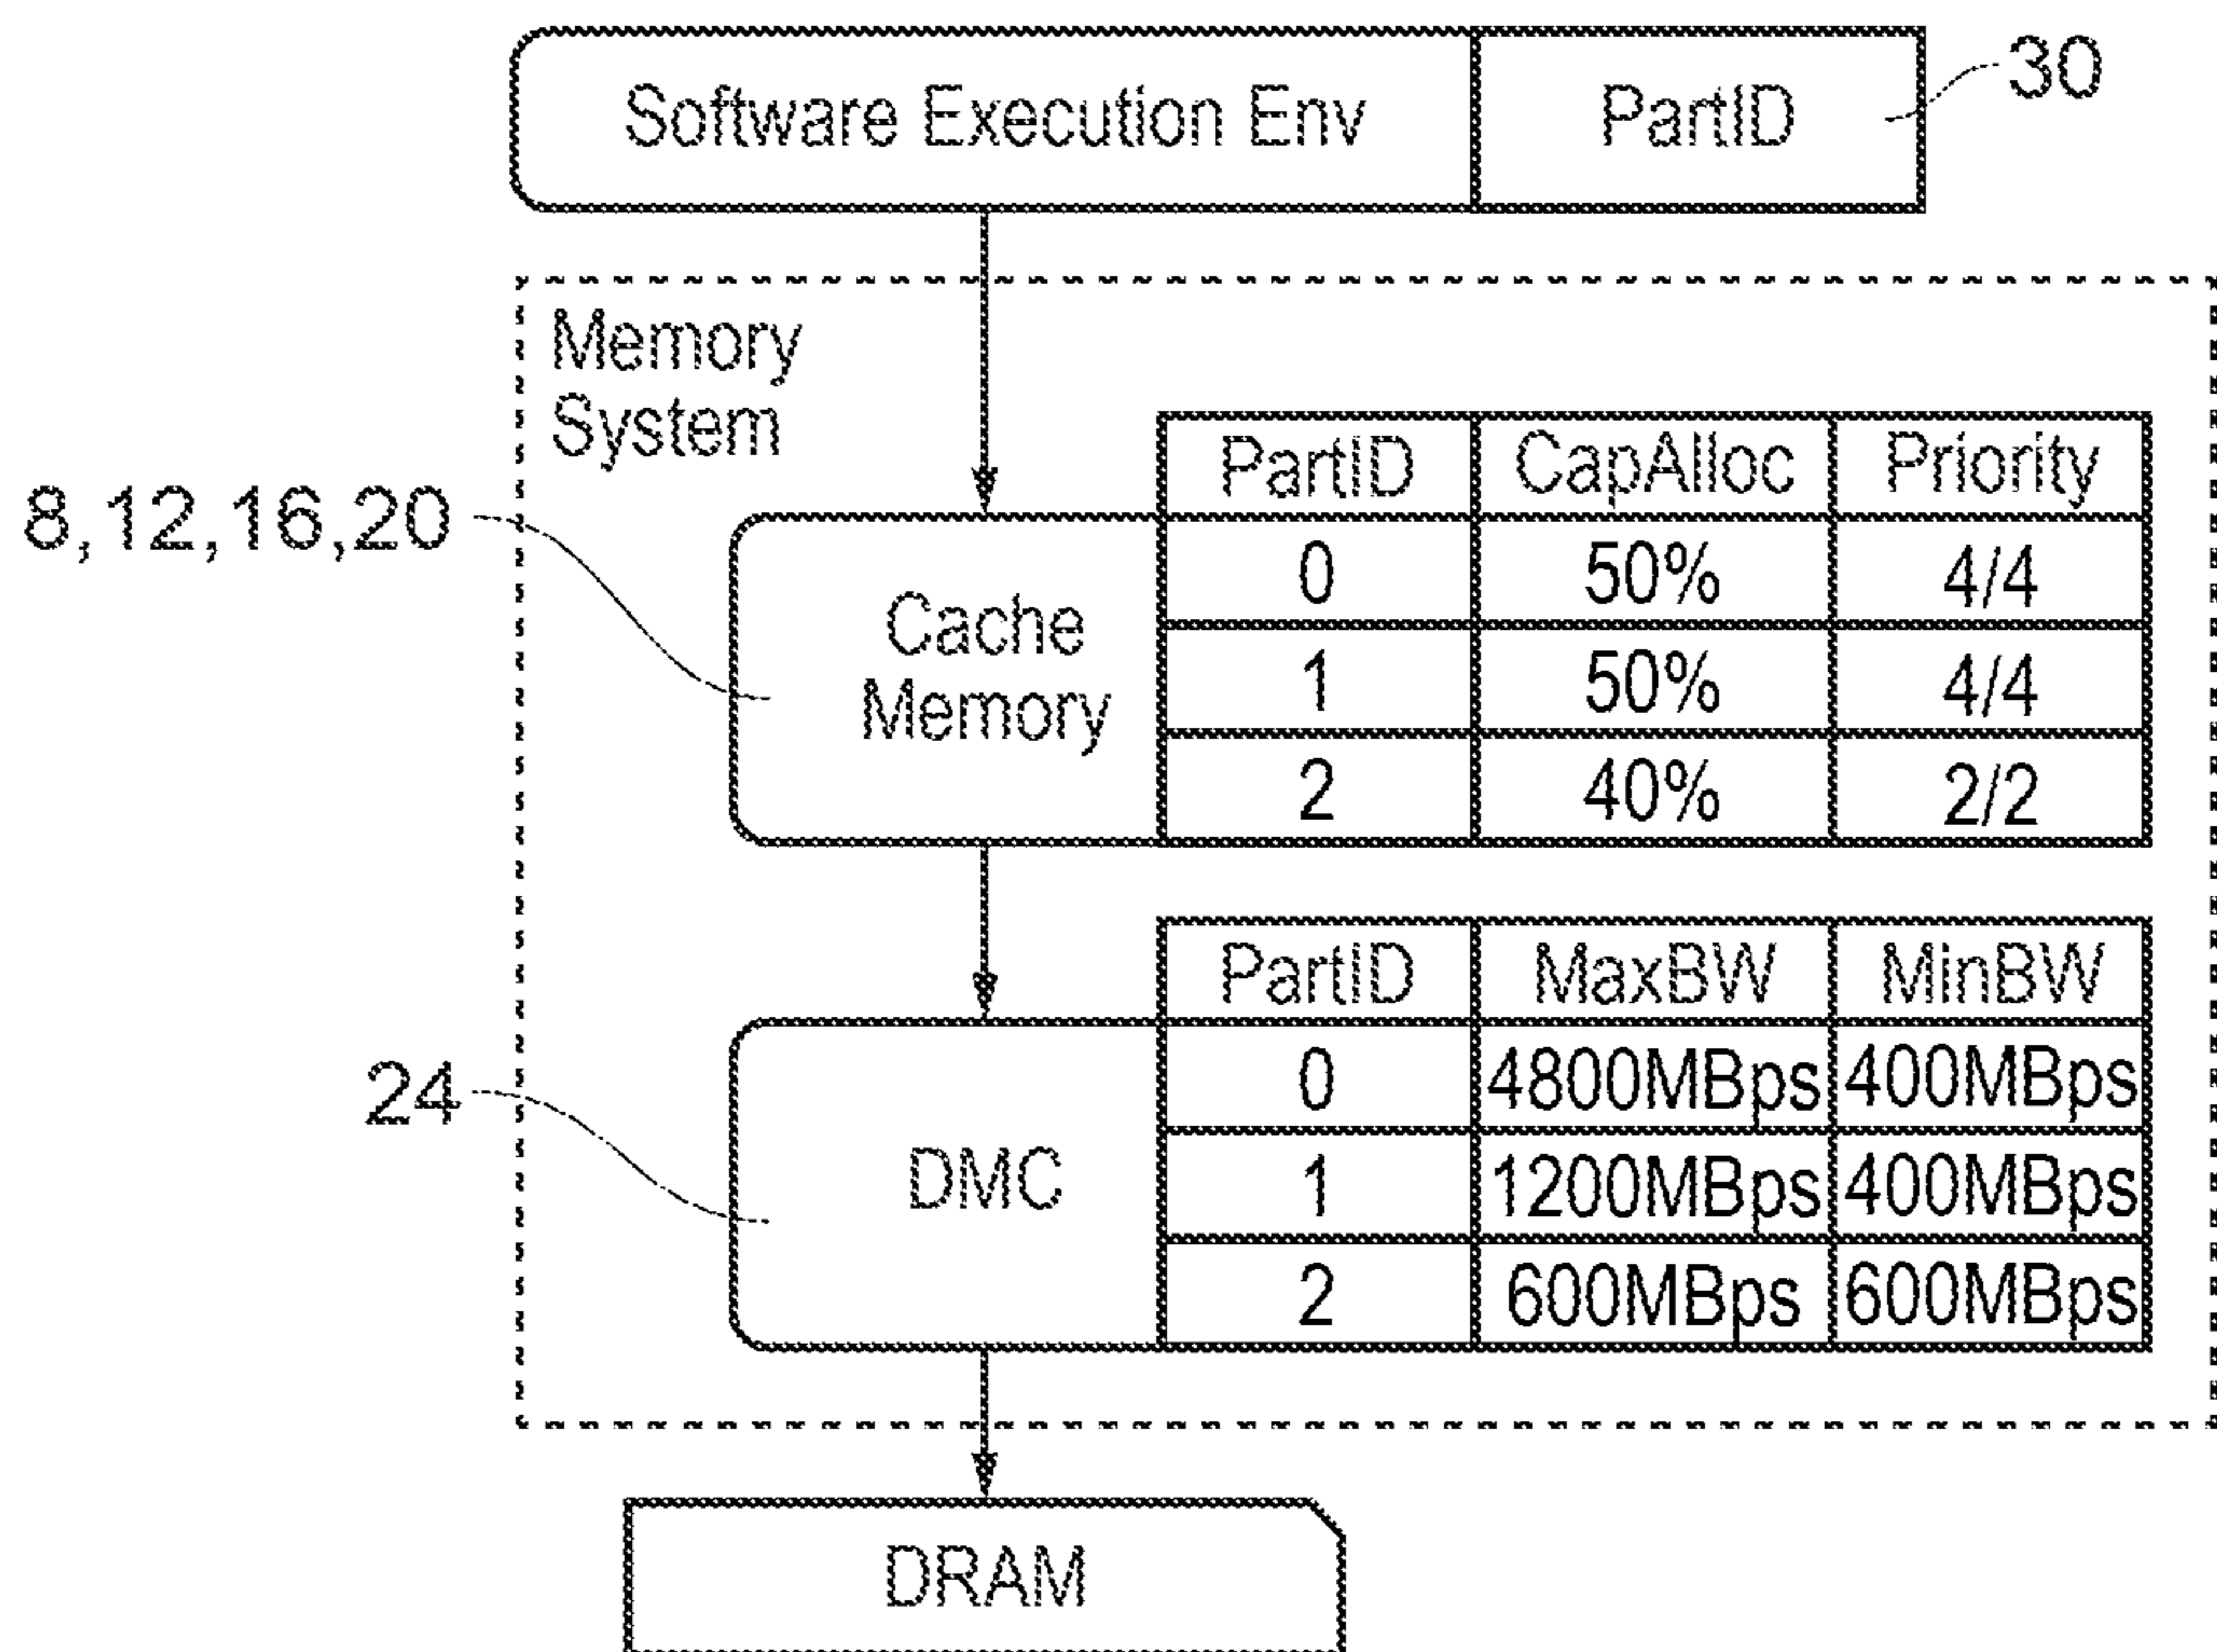 Software Execution Env PartID 30
Memory
System
PartID CapAlloc Priority
8,12,16,20
0 50% 4/4
Cache
Memory
1 50% 4/4
2 40% 2/2
PartID MaxBW MinBW
0 4800MBps 400MBps
24
DMC
1 1200MBps 400MBps
2 600MBps 600MBps
DRAM